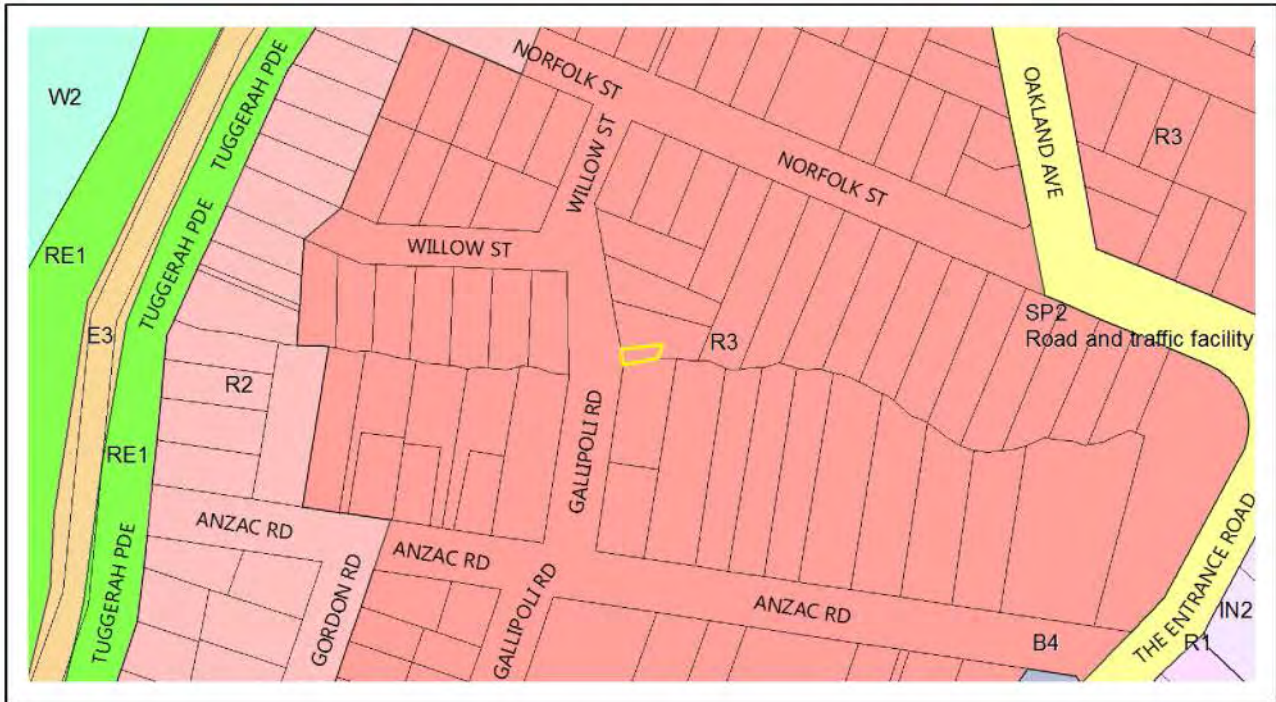 W2
TUGGERAH PDE
NORFOLK ST
OAKLAND AVE
R3
TUGGERAH PDE
WILLOW ST
NORFOLK ST
RE1
WILLOW ST
TUGGERAH PDE
E3
SP2
Road and traffic facility
R3
R2
RE1
GALLIPOLI RD
ANZAC RD
ANZAC RD
TUGGERAH PDE
GORDON RD
GALLIPOLI RD
ANZAC RD
THE ENTRANCE ROAD
IN2
B4
R1